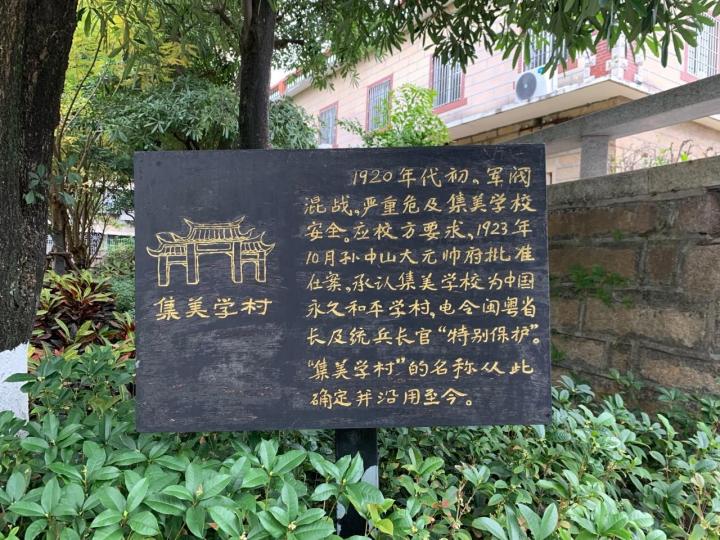 集美学村
1920年代初。军阀
混战。严重危及集美学校
安全。应校方要求、1923年
10月孙中山大元帅府批准
在案。承认集美学校为中国
永久和平学村，电令闽粤省
长及统兵长官“特别保护”。
“集美学村”的名称从此
确定并沿用至今。